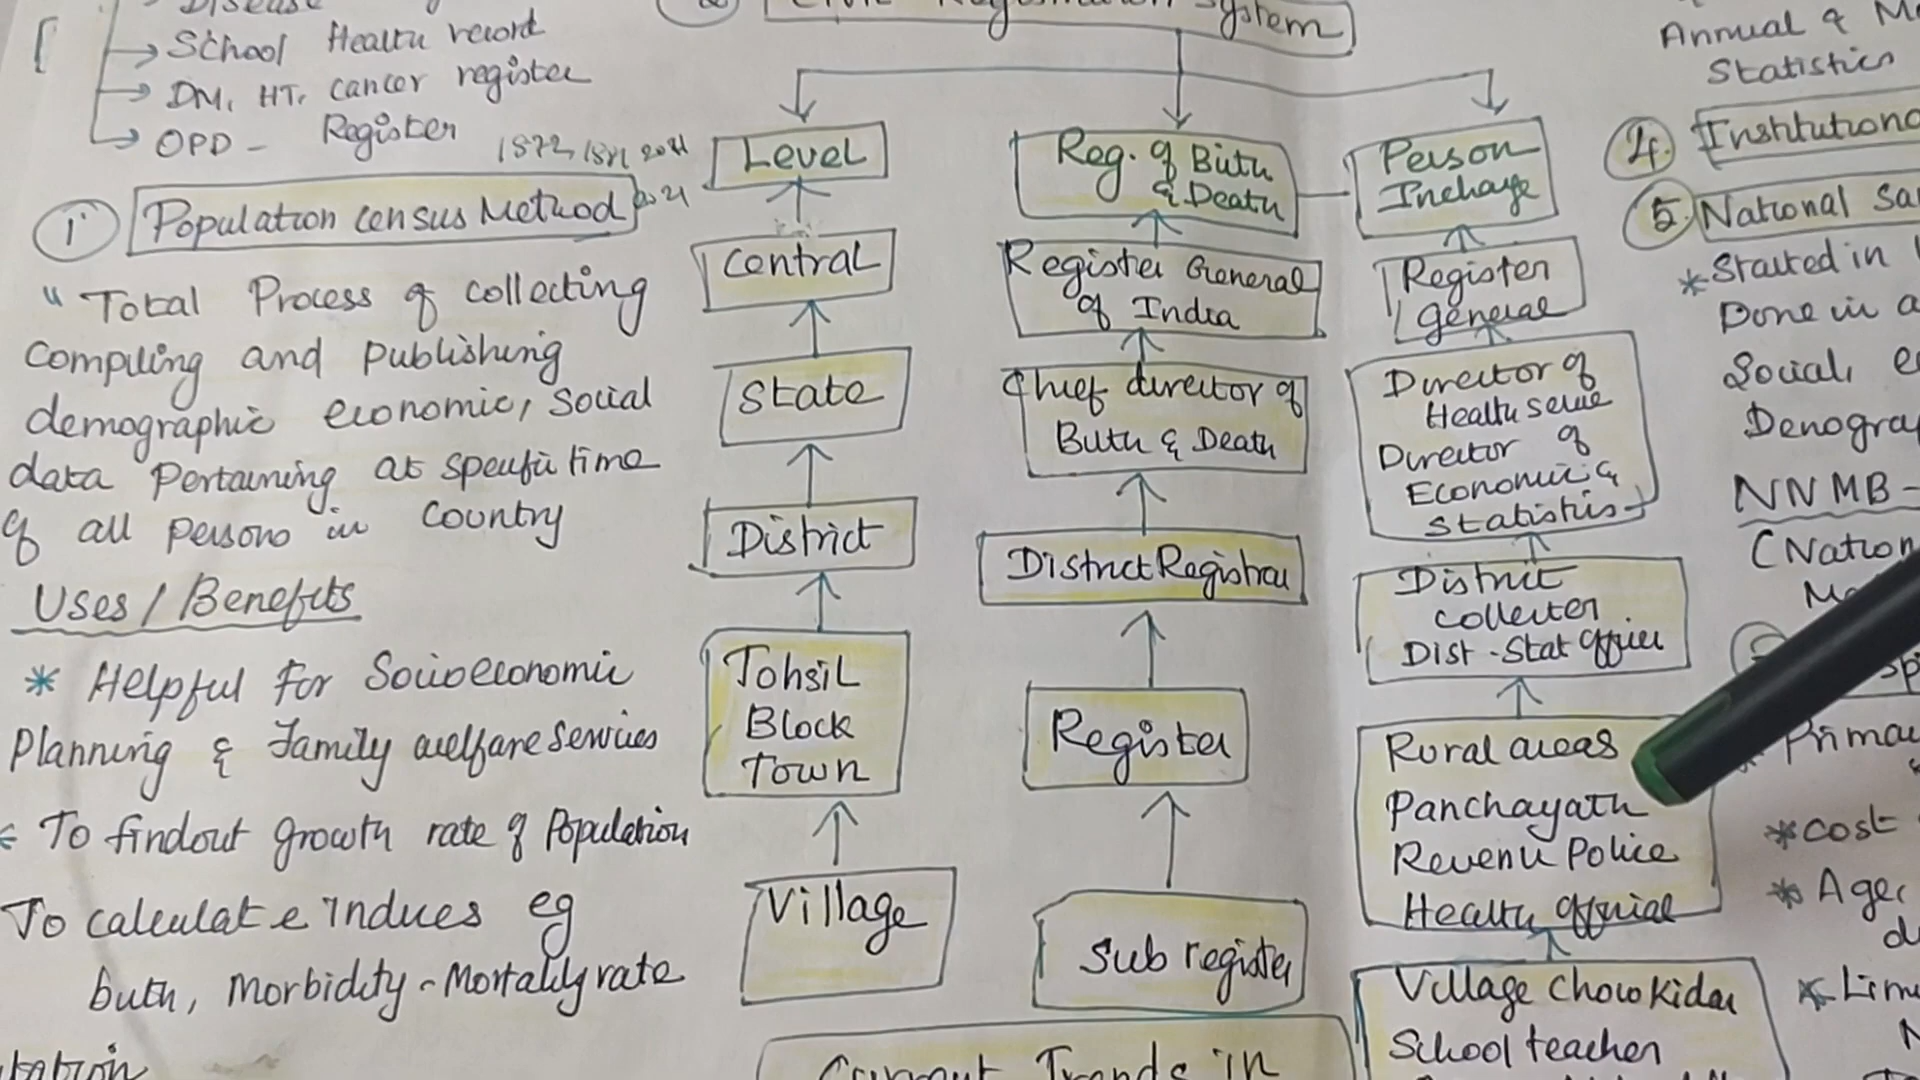 Disease
→ School Health record
→ DM, HT, cancer register
→ OPD - Register
1872, 1881 2011
2021
1 Population census Method
" Total Process of collecting
compiling and publishing
demographic economic, social
data Pertaining at specific time
of all persons in country
Uses / Benefits
* Helpful for Socioeconomic
Planning & Family welfare services
To findout growth rate of Population
To calculate indices eg
birth, morbidity - Mortality rate
System
Level
Central
State
District
Tohsil
Block
Town
Village
Reg. of Birth
& Death
Register General
of India
Chief director of
Birth & Death
District Registrar
Register
Sub register
Current Trends in
Person
Incharge
Register
general
Director of
Health service
Director of
Economic &
statistics
District
collector
Dist - Stat officer
Rural areas
Panchayath
Revenu Police
Health official
Village chowkidar
School teacher
Annual &
Statistics
4.
5. National
* Started in
Done in
Social,
NNMB -
* cost
* Age,